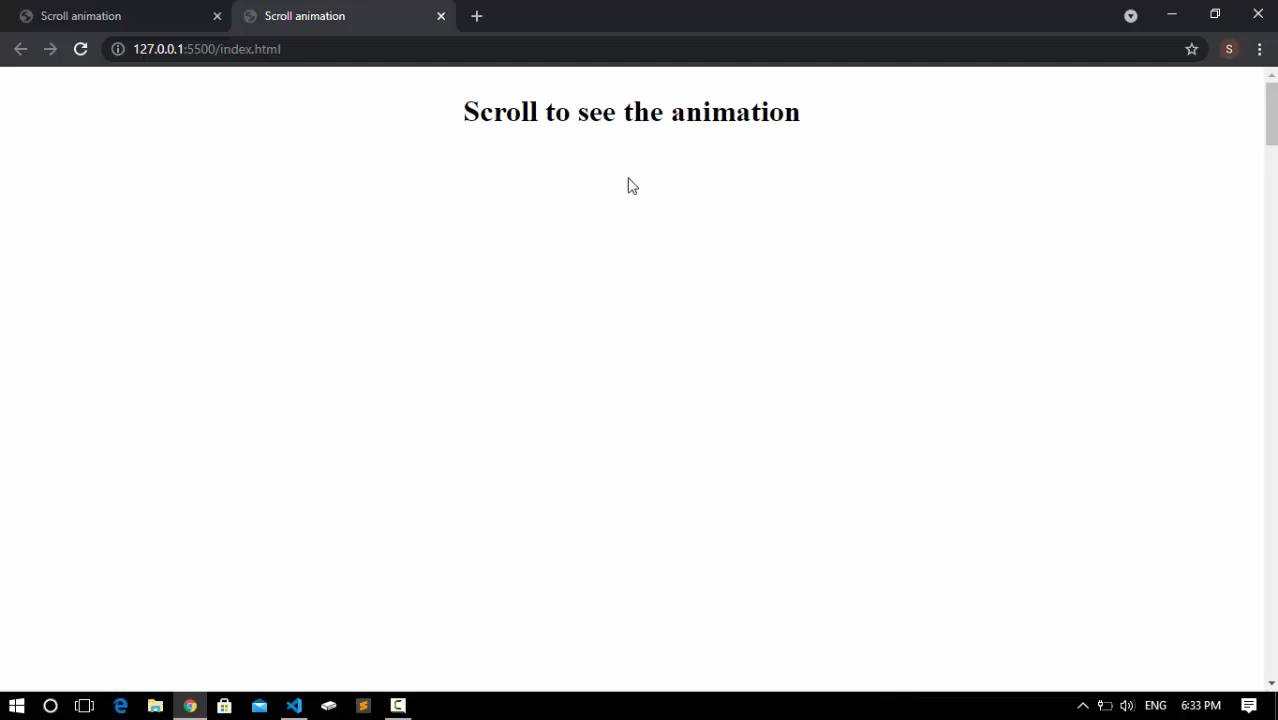 Scroll animation
Scroll animation
127.0.0.1:5500/index.html
S
Scroll to see the animation
ENG
6:33 PM